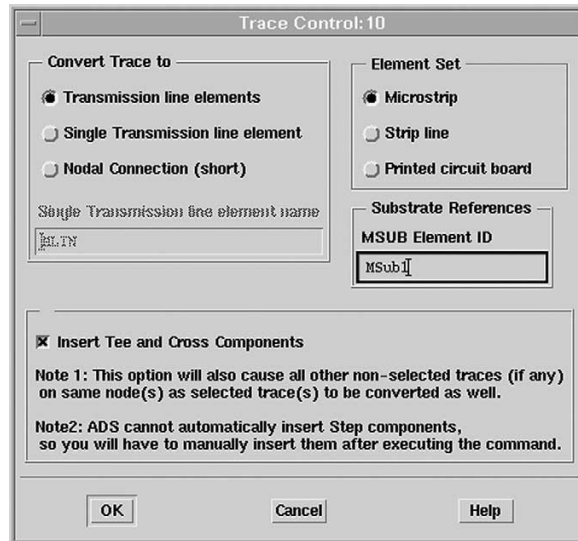 Trace Control:10
Convert Trace to
Transmission line elements
Single Transmission line element
Nodal Connection (short)
Single Transmission line element name
MLIN
Element Set
Microstrip
Strip line
Printed circuit board
Substrate References
MSUB Element ID
MSub1
Insert Tee and Cross Components
Note 1: This option will also cause all other non-selected traces (if any)
on same node(s) as selected trace(s) to be converted as well.
Note2: ADS cannot automatically insert Step components,
so you will have to manually insert them after executing the command.
OK
Cancel
Help